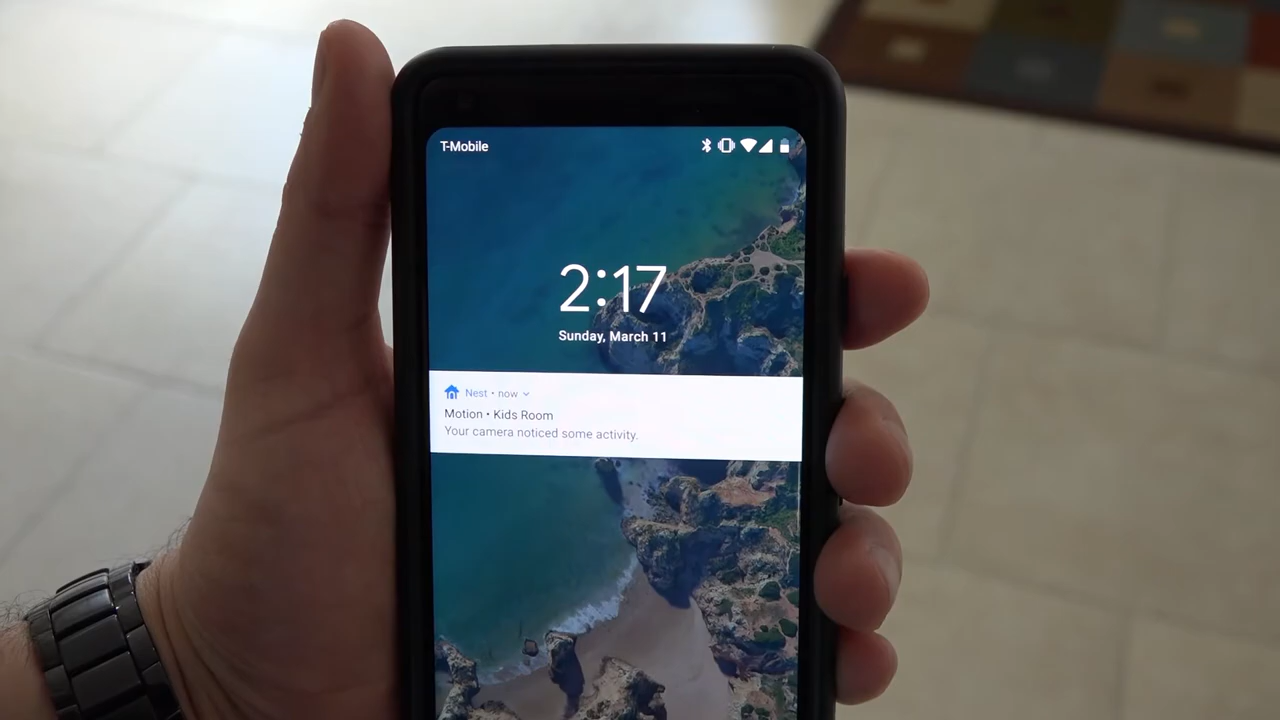 T-Mobile
2:17
Sunday, March 11
Nest • now
Motion • Kids Room
Your camera noticed some activity.